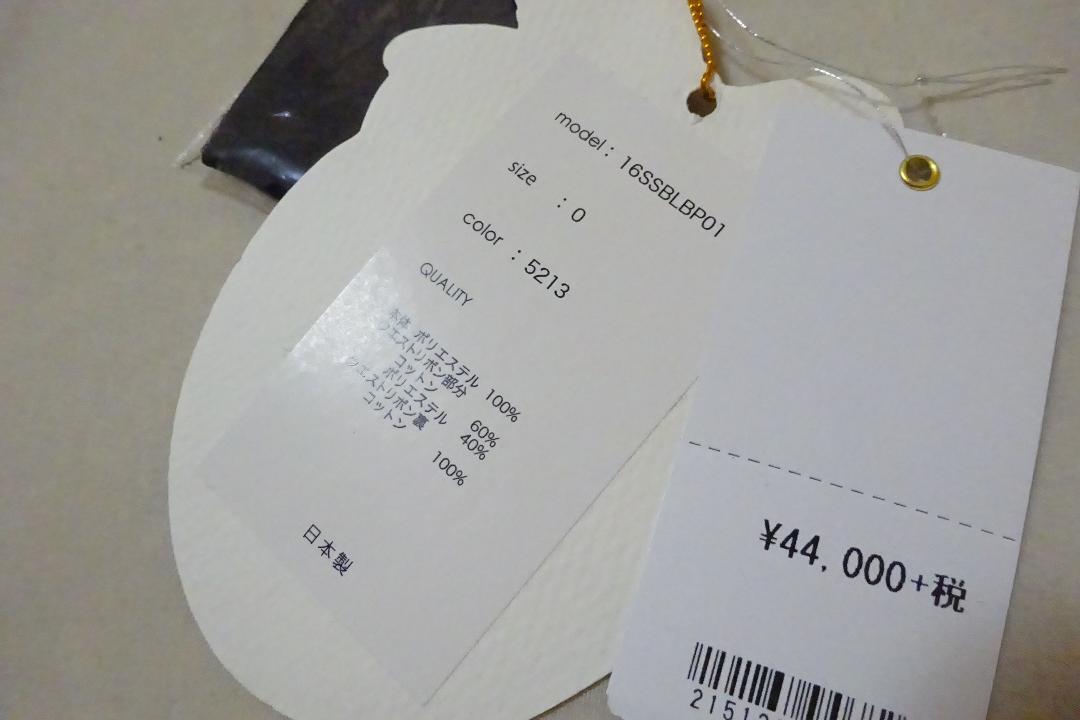 model : 16SSBLBP01
size : 0
color : 5213
QUALITY
本体 ポリエステル 100%
ウエストリボン部分
コットン 60%
ポリエステル 40%
ウエストリボン裏
コットン 100%
日本製
¥44,000+税